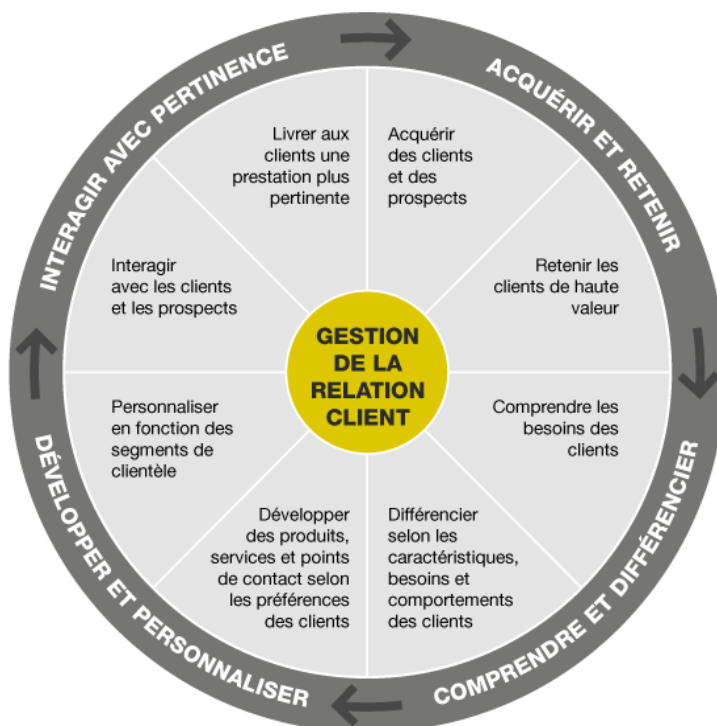 INTERAGIR AVEC PERTINENCE
ACQUÉRIR ET RETENIR
COMPRENDRE ET DIFFÉRENCIER
DÉVELOPPER ET PERSONNALISER
Livrer aux
clients une
prestation plus
pertinente
Acquérir
des clients
et des
prospects
Retenir les
clients de haute
valeur
Comprendre les
besoins des
clients
Différencier
selon les
caractéristiques,
besoins et
comportements
des clients
Développer
des produits,
services et points
de contact selon
les préférences
des clients
Personnaliser
en fonction des
segments de
clientèle
Interagir
avec les clients
et les prospects
GESTION
DE LA
RELATION
CLIENT